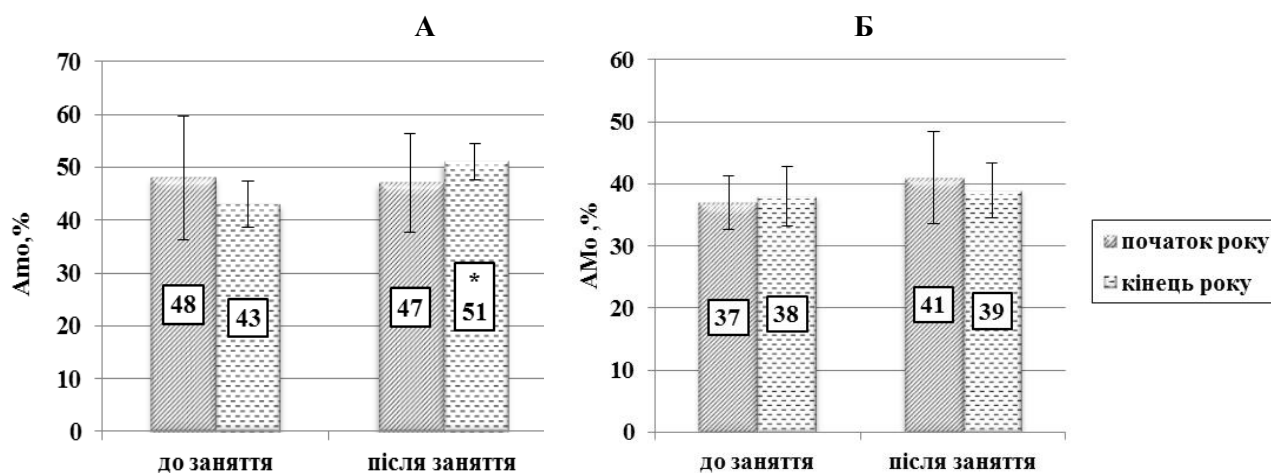 А
70
60
50
40
30
20
10
0
Amo,%
48
43
47
*
51
до заняття
після заняття
Б
60
50
40
30
20
10
0
АМо ,%
37
38
41
39
до заняття
після заняття
початок року
кінець року